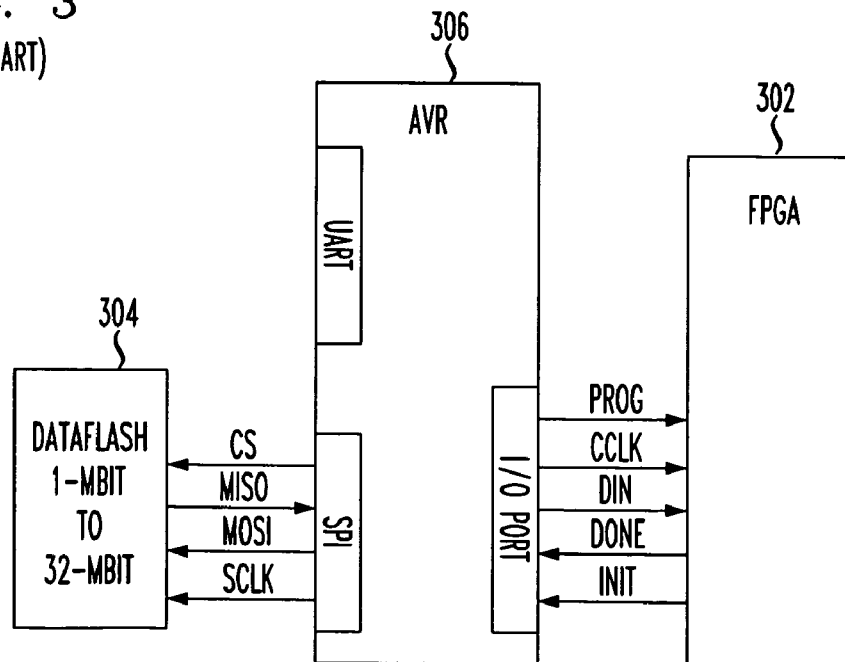 3
ART)
306
AVR
302
FPGA
UART
304
DATAFLASH
1-MBIT
TO
32-MBIT
CS
MISO
MOSI
SCLK
SPI
I/O PORT
PROG
CCLK
DIN
DONE
INIT